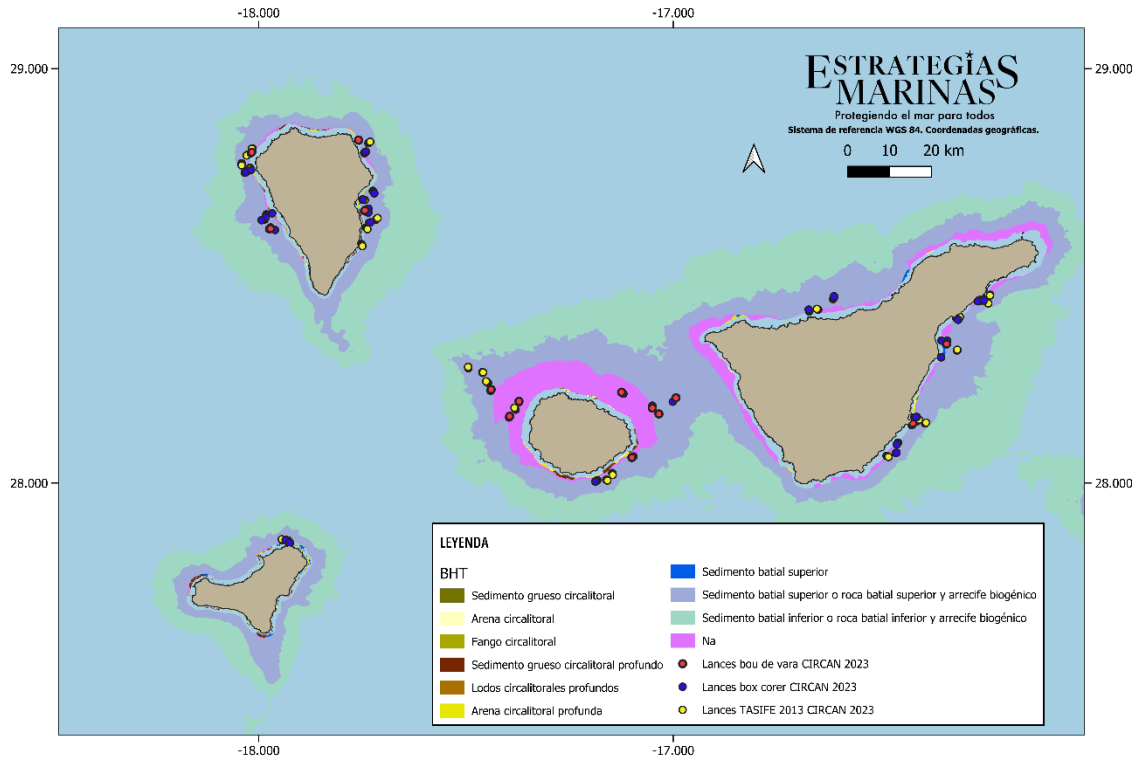 -18.000 -17.000
29.000 29.000
ESTRATEGIAS
MARINAS
Protegiendo el mar para todos
Sistema de referencia WGS 84. Coordenadas geográficas.
0 10 20 km
28.000 28.000
LEYENDA
BHT
Sedimento grueso circalitoral
Arena circalitoral
Fango circalitoral
Sedimento grueso circalitoral profundo
Lodos circalitorales profundos
Arena circalitoral profunda
Sedimento batial superior
Sedimento batial superior o roca batial superior y arrecife biogénico
Sedimento batial inferior o roca batial inferior y arrecife biogénico
Na
Lances bou de vara CIRCAN 2023
Lances box corer CIRCAN 2023
Lances TASIFE 2013 CIRCAN 2023
-18.000 -17.000